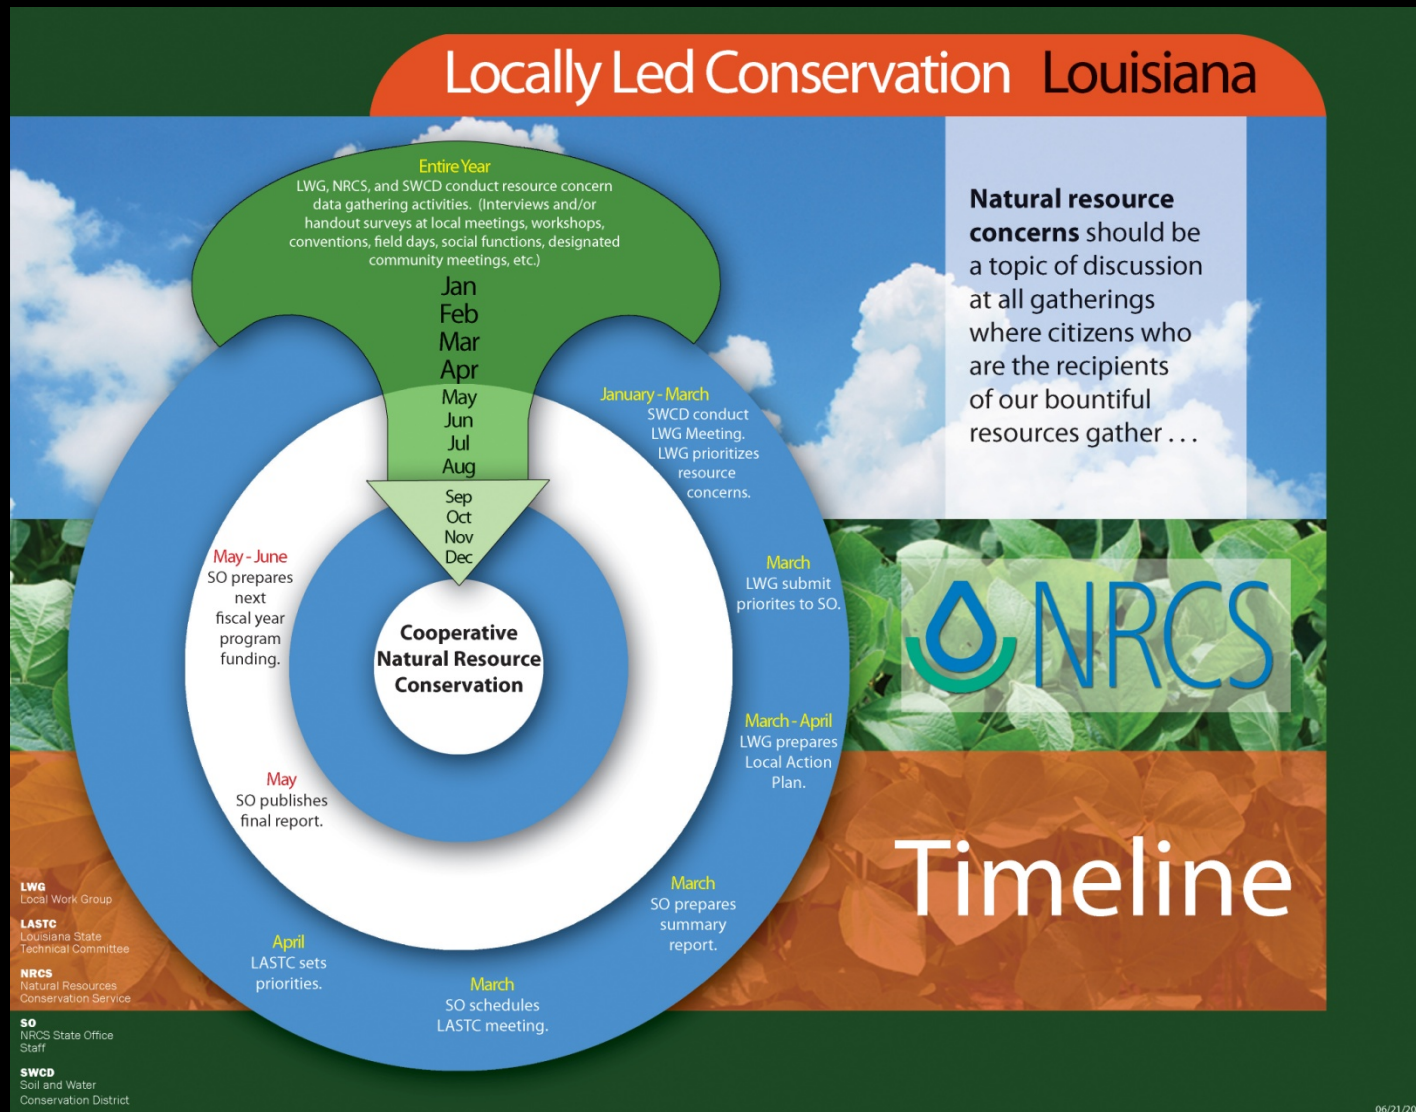 Locally Led Conservation Louisiana
Entire Year
LWG, NRCS, and SWCD conduct resource concern
data gathering activities. (Interviews and/or
handout surveys at local meetings, workshops,
conventions, field days, social functions, designated
community meetings, etc.)
Jan
Feb
Mar
Apr
May
Jun
Jul
Aug
Sep
Oct
Nov
Dec
Cooperative
Natural Resource
Conservation
January - March
SWCD conduct
LWG Meeting.
LWG prioritizes
resource
concerns.
March
LWG submit
priorites to SO.
March - April
LWG prepares
Local Action
Plan.
March
SO prepares
summary
report.
March
SO schedules
LASTC meeting.
April
LASTC sets
priorities.
May
SO publishes
final report.
May - June
SO prepares
next
fiscal year
program
funding.
Natural resource
concerns should be
a topic of discussion
at all gatherings
where citizens who
are the recipients
of our bountiful
resources gather . . .
NRCS
Timeline
LWG
Local Work Group
LASTC
Louisiana State
Technical Committee
NRCS
Natural Resources
Conservation Service
SO
NRCS State Office
Staff
SWCD
Soil and Water
Conservation District